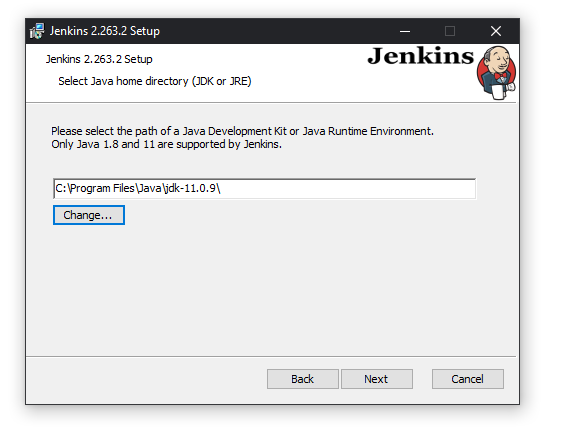 Jenkins 2.263.2 Setup
Jenkins 2.263.2 Setup
Jenkins
Select Java home directory (JDK or JRE)
Please select the path of a Java Development Kit or Java Runtime Environment.
Only Java 1.8 and 11 are supported by Jenkins.
C:\Program Files\Java\jdk-11.0.9\
Change...
Back
Next
Cancel